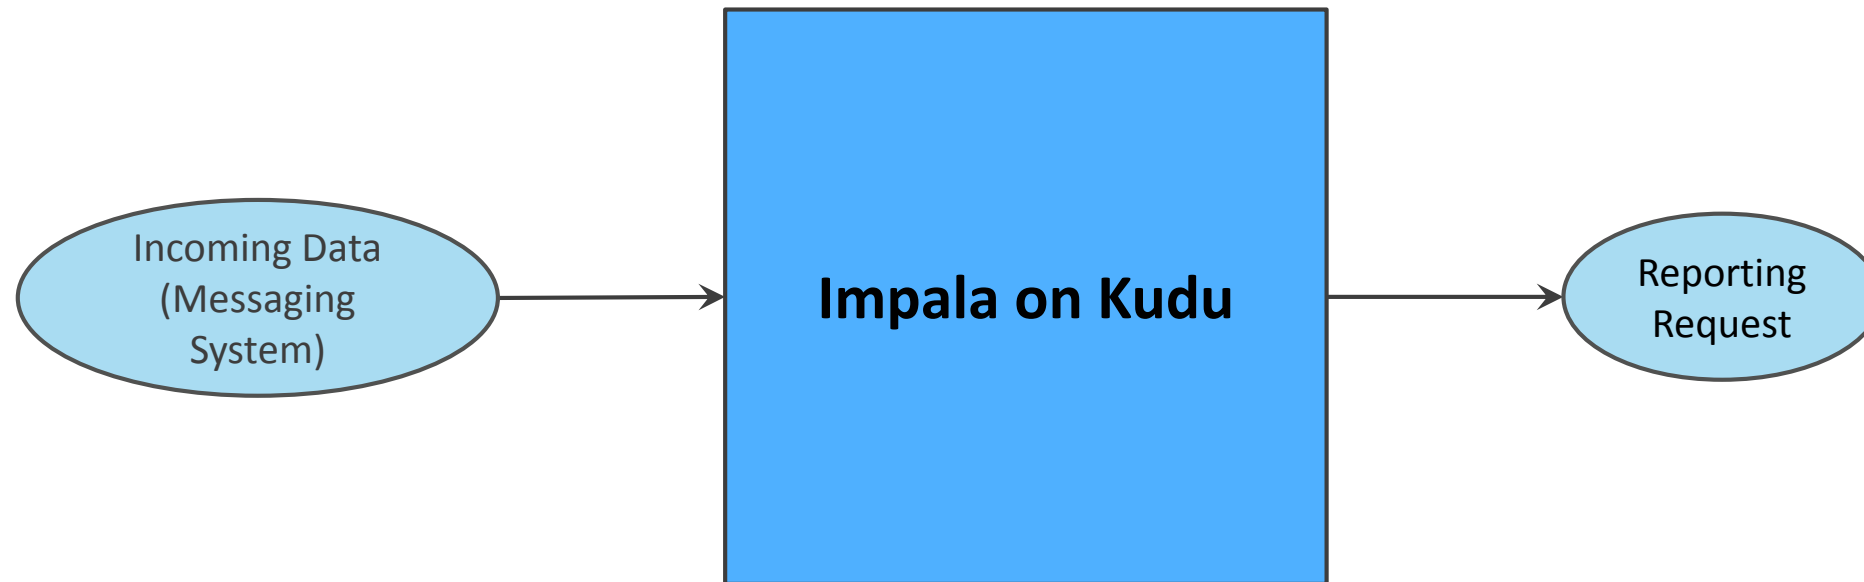 Incoming Data
(Messaging
System)
Impala on Kudu
Reporting
Request